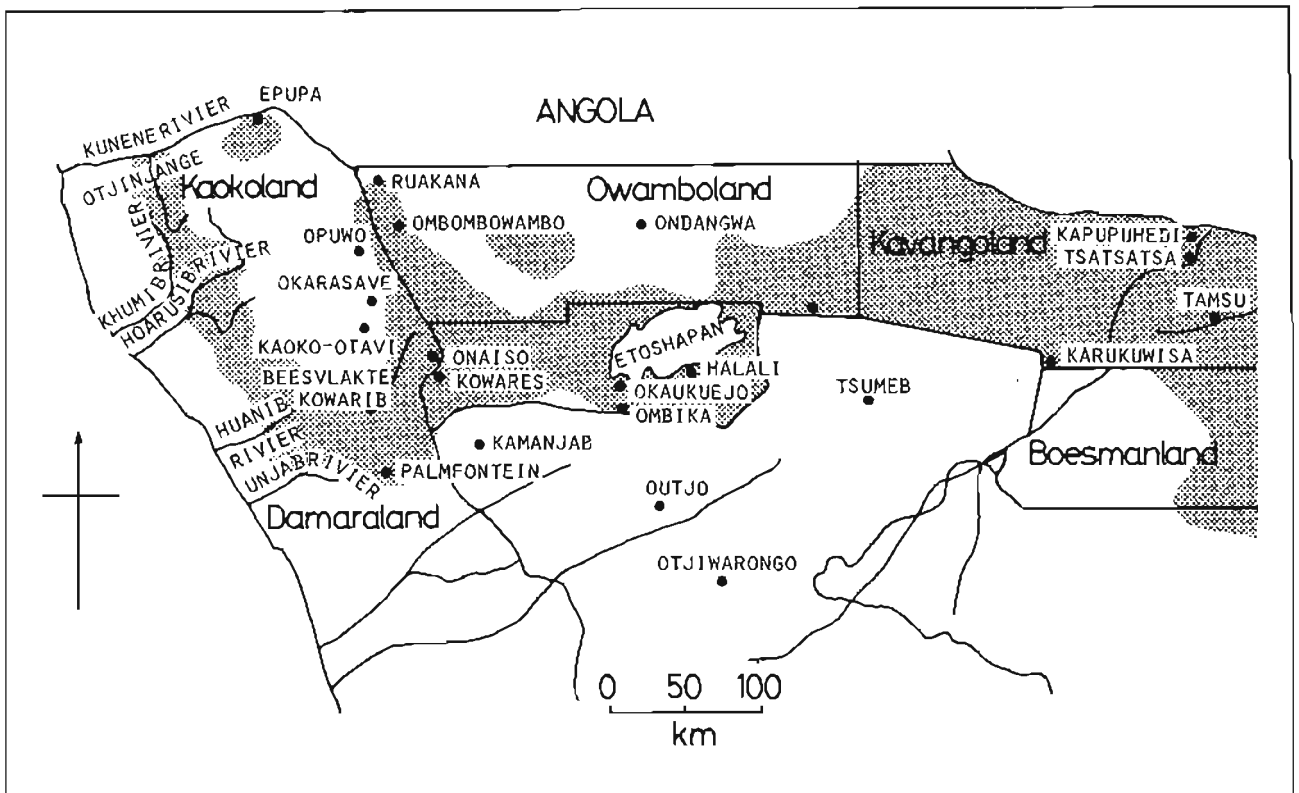 EPUPA
ANGOLA
KUNENERIVIER
OTJINJANGE
Kaokoland
RUAKANA
Owamboland
OMBOMBOWAMBO
ONDANGWA
OPUWO
Kavangoland
KAPUPUHEDI
TSATSATSA
KHUMIBRIVIER
HOARUSIBRIVIER
OKARASAVE
TAMSU
KAOKO-OTAVI
ONAISO
ETOSHAPAN
HALALI
KARUKUWISA
BEESVLAKTE
KOWARES
OKAUKUEJO
TSUMEB
KOWARIB
OMBIKA
HUANIB
RIVIER
KAMANJAB
Boesmanland
UNJABRIVIER
PALMFONTEIN
OUTJO
Damaraland
OTJIWARONGO
0 50 100
km